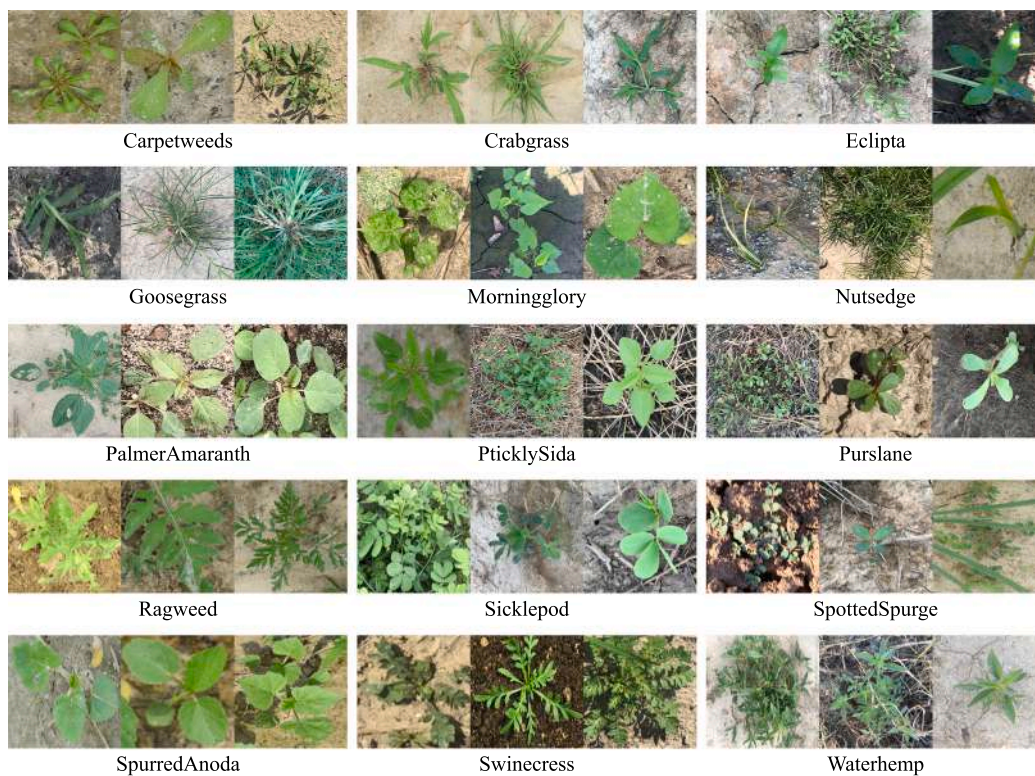 Carpetweeds
Crabgrass
Eclipta
Goosegrass
Morningglory
Nutsedge
PalmerAmaranth
PticklySida
Purslane
Ragweed
Sicklepod
SpottedSpurge
SpurredAnoda
Swinecress
Waterhemp